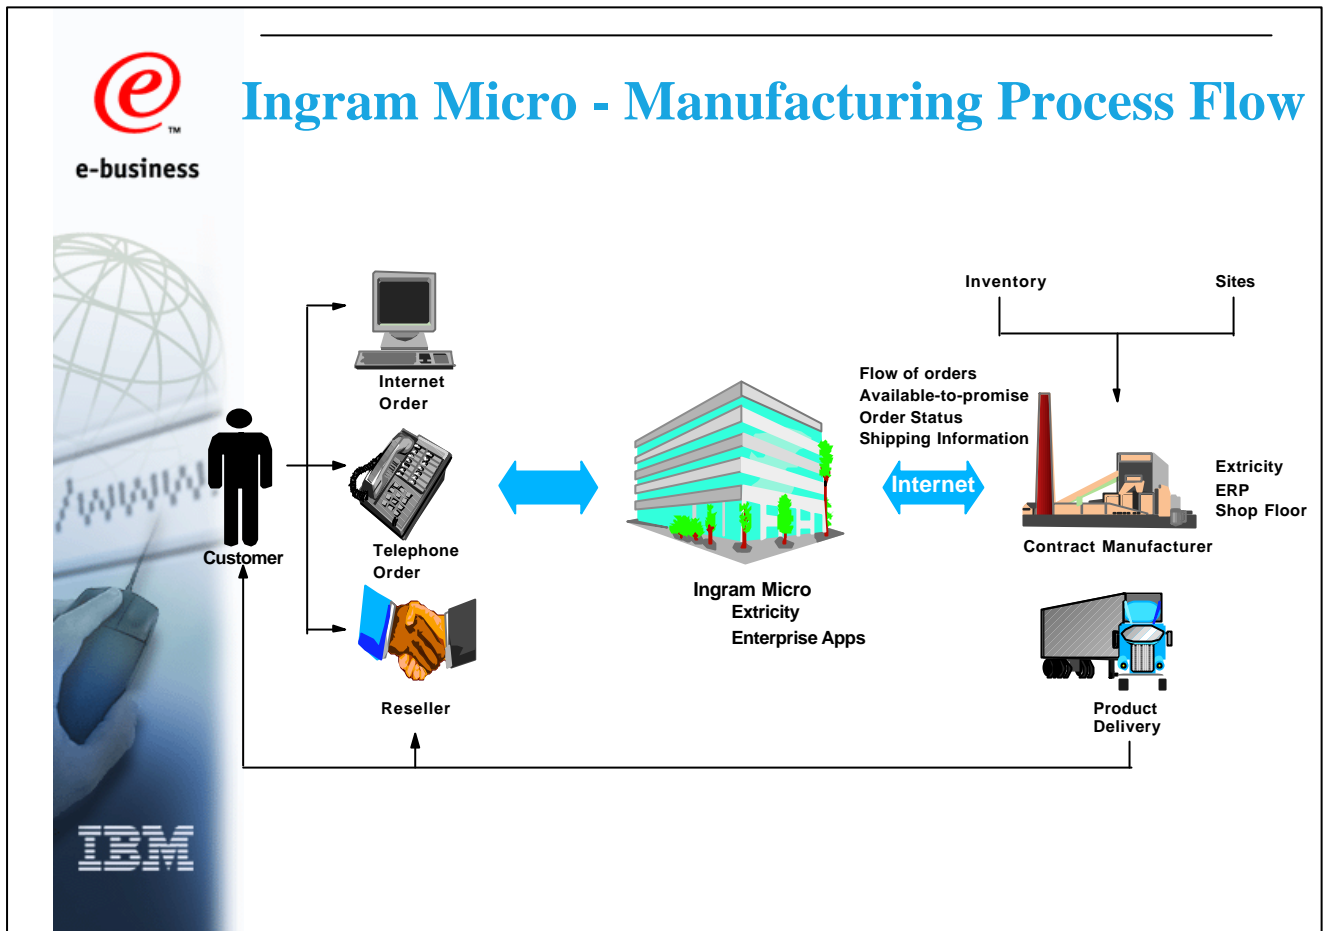 e
TM
e-business
Ingram Micro - Manufacturing Process Flow
Inventory
Sites
Internet
Order
Flow of orders
Available-to-promise
Order Status
Shipping Information
Internet
Extricity
ERP
Shop Floor
Customer
Telephone
Order
Contract Manufacturer
Ingram Micro
Extricity
Enterprise Apps
Reseller
Product
Delivery
IBM